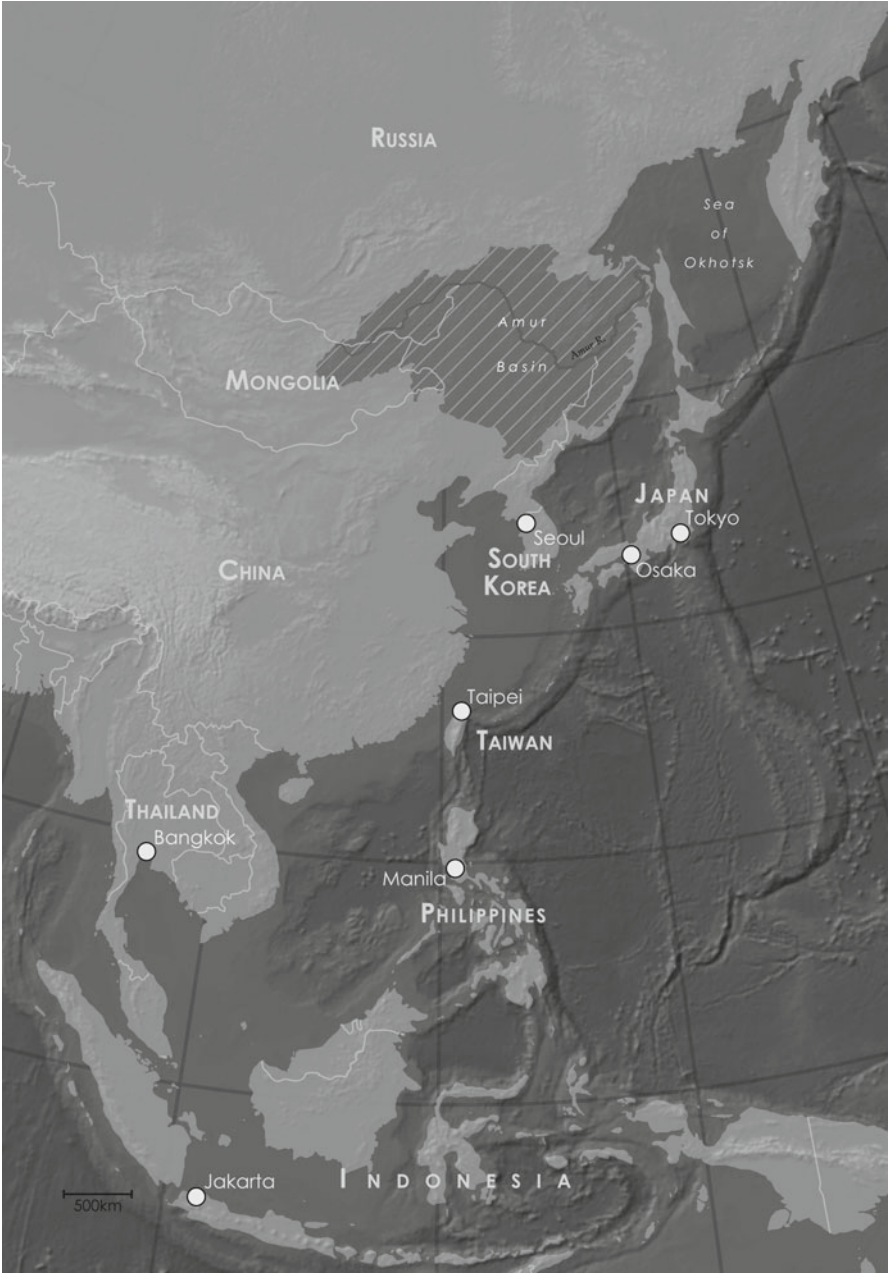 RUSSIA
Sea
of
Okhotsk
Amur
Amur R.
Basin
MONGOLIA
JAPAN
Tokyo
Seoul
SOUTH
KOREA
Osaka
CHINA
Taipei
TAIWAN
THAILAND
Bangkok
Manila
PHILIPPINES
INDONESIA
Jakarta
500km